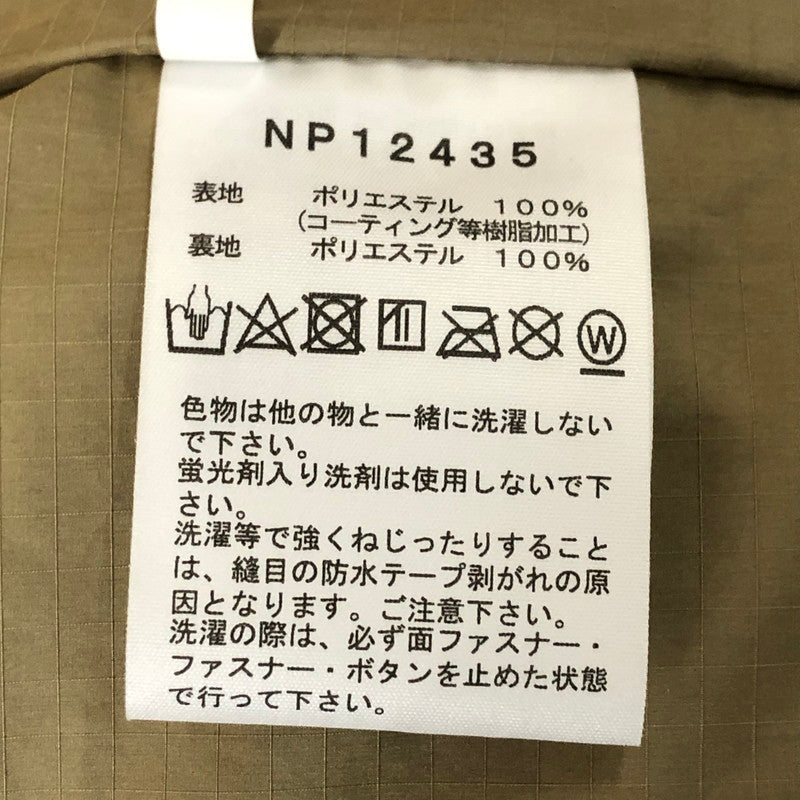 NP12435
表地 ポリエステル 100%
(コーティング等樹脂加工)
裏地 ポリエステル 100%
W
色物は他の物と一緒に洗濯しない
で下さい。
蛍光剤入り洗剤は使用しないで下
さい。
洗濯等で強くねじったりすること
は、縫目の防水テープ剥がれの原
因となります。ご注意下さい。
洗濯の際は、必ず面ファスナー・
ファスナー・ボタンを止めた状態
で行って下さい。